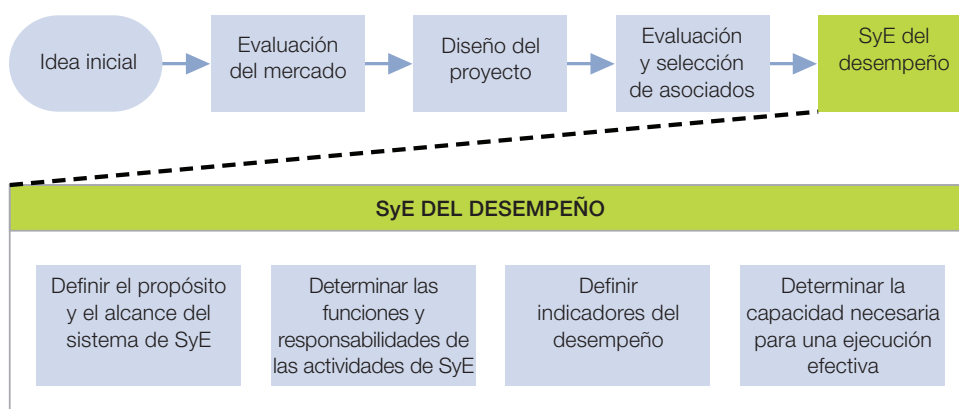 Idea inicial
Evaluación
del mercado
Diseño del
proyecto
Evaluación
y selección
de asociados
SyE del
desempeño
SyE DEL DESEMPEÑO
Definir el propósito
y el alcance del
sistema de SyE
Determinar las
funciones y
responsabilidades de
las actividades de SyE
Definir
indicadores del
desempeño
Determinar la
capacidad necesaria
para una ejecución
efectiva